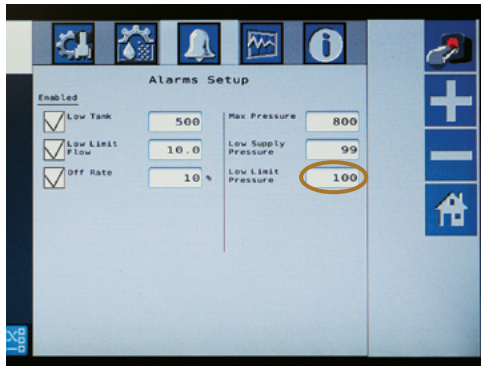 Alarms Setup
Enabled
Low Tank 500
Low Limit Flow 10.0
Off Rate 10 %
Max Pressure 800
Low Supply Pressure 99
Low Limit Pressure 100